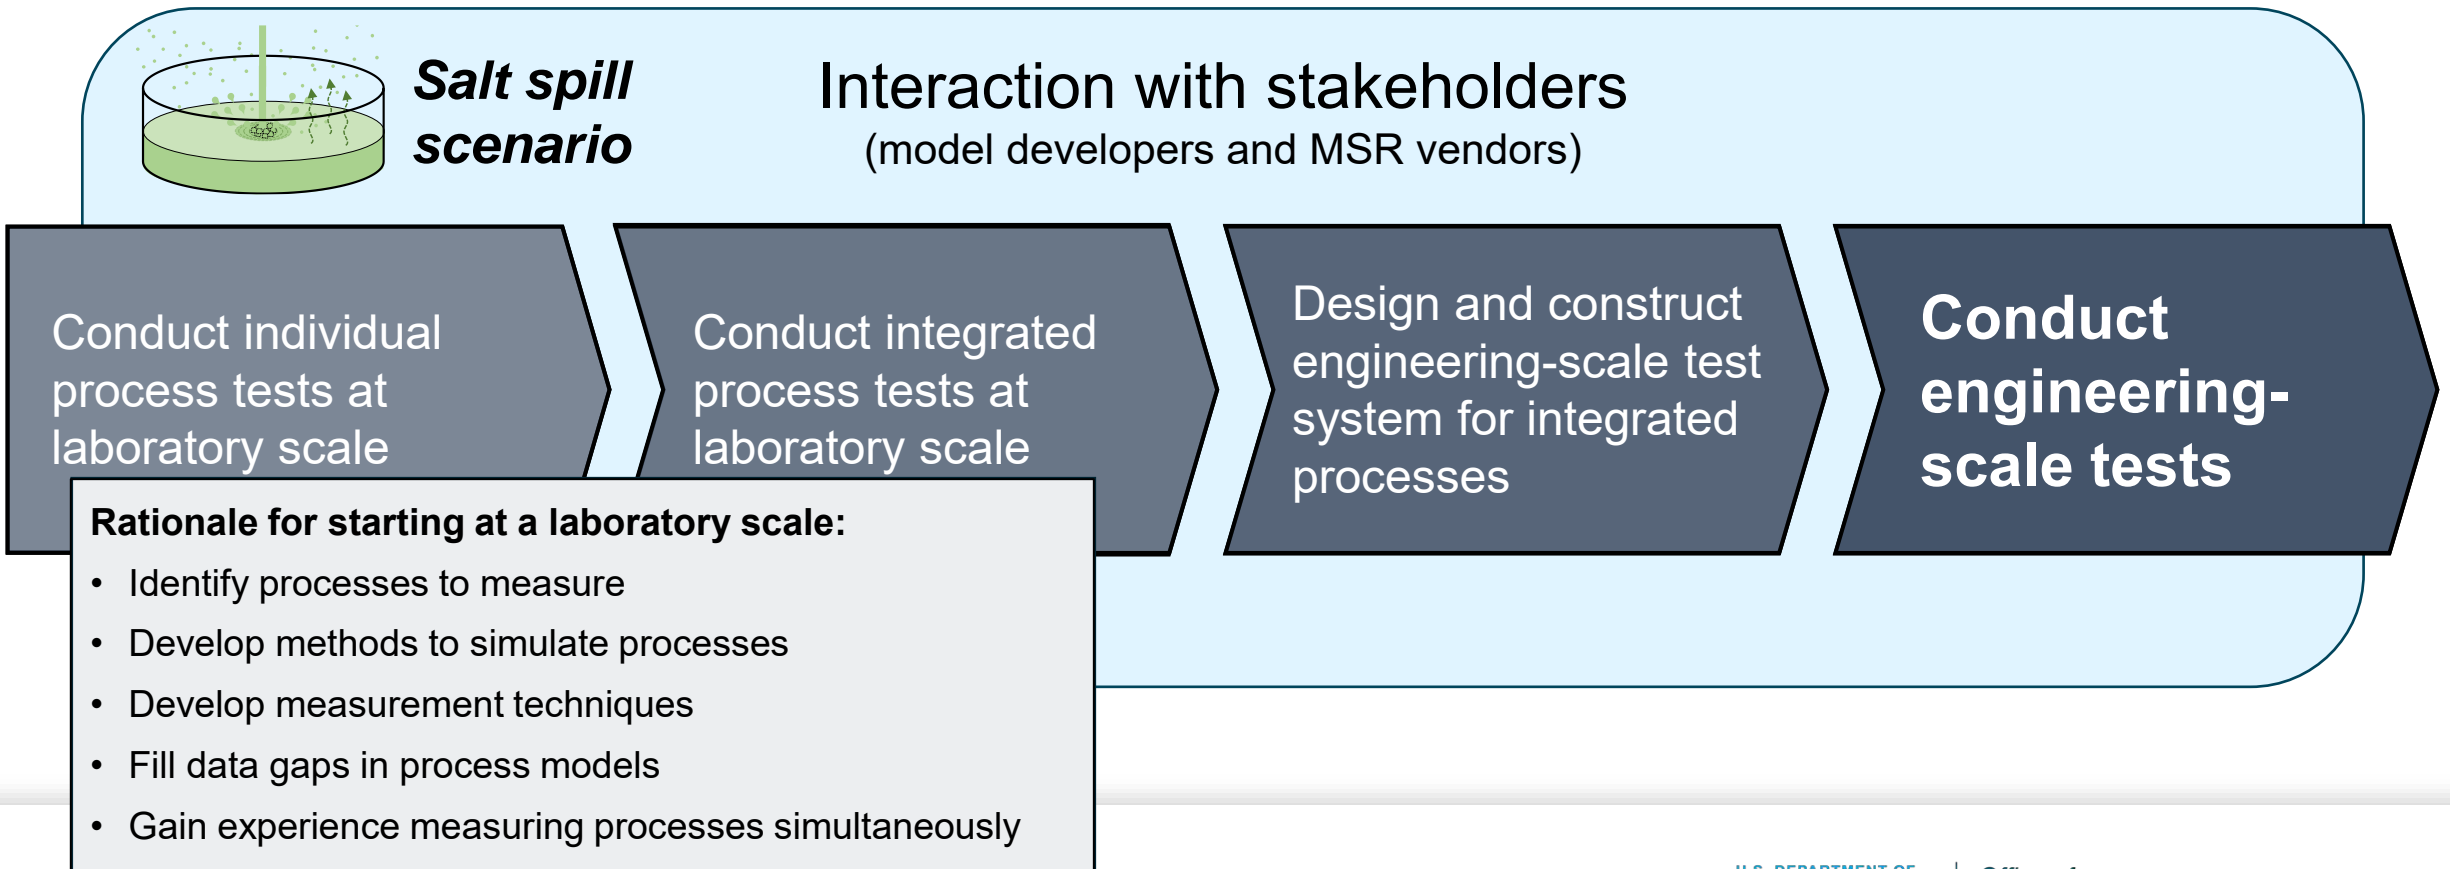 Salt spill
scenario
Interaction with stakeholders
(model developers and MSR vendors)
Conduct individual
process tests at
laboratory scale
Conduct integrated
process tests at
laboratory scale
Design and construct
engineering-scale test
system for integrated
processes
Conduct
engineering-
scale tests
Rationale for starting at a laboratory scale:
• Identify processes to measure
• Develop methods to simulate processes
• Develop measurement techniques
• Fill data gaps in process models
• Gain experience measuring processes simultaneously
U.S. DEPARTMENT OF